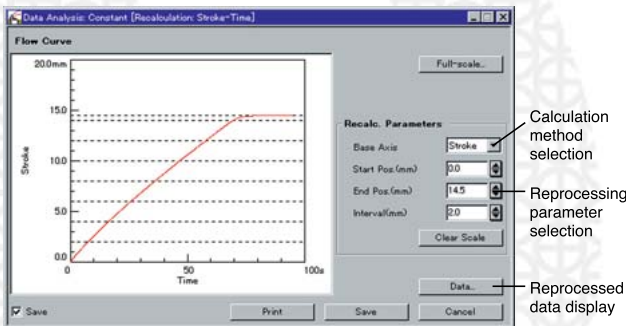 Data Analysis: Constant [Recalculation: Stroke-Time]
Flow Curve
20.0mm
15.0
10.0
5.0
0.0
Stroke
0
50
100s
Time
Full-scale...
Recalc. Parameters
Base Axis
Stroke
Start Pos.(mm)
0.0
End Pos.(mm)
14.5
Interval(mm)
2.0
Clear Scale
Data...
Save
Print
Save
Cancel
Calculation
method
selection
Reprocessing
parameter
selection
Reprocessed
data display